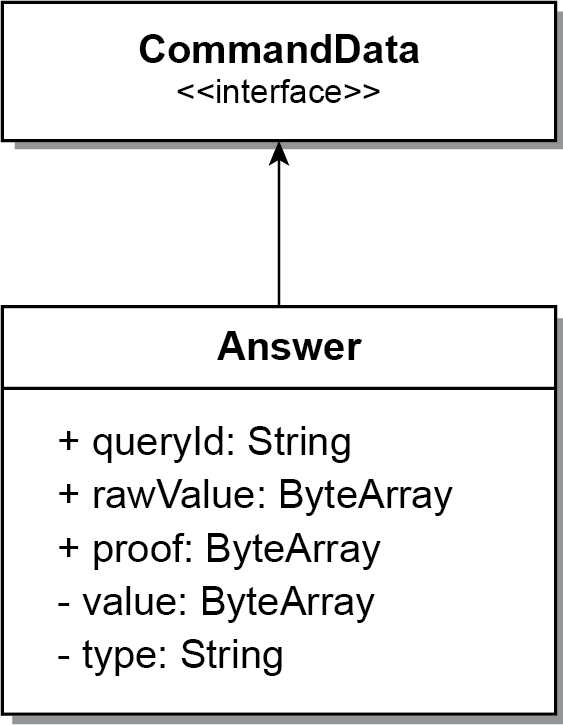 CommandData
<<interface>>
Answer
+ queryId: String
+ rawValue: ByteArray
+ proof: ByteArray
- value: ByteArray
- type: String